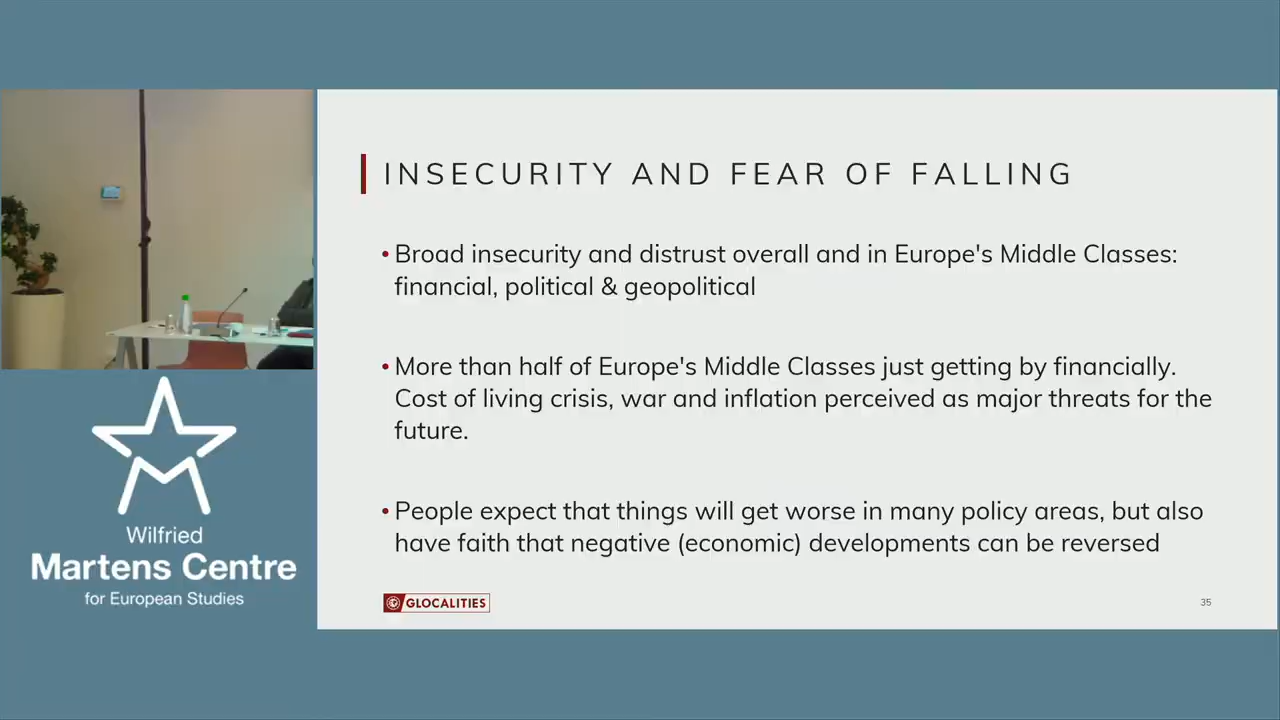 INSECURITY AND FEAR OF FALLING
• Broad insecurity and distrust overall and in Europe's Middle Classes:
financial, political & geopolitical
• More than half of Europe's Middle Classes just getting by financially.
Cost of living crisis, war and inflation perceived as major threats for the
future.
• People expect that things will get worse in many policy areas, but also
have faith that negative (economic) developments can be reversed
GLOCALITIES
35
Wilfried
Martens Centre
for European Studies